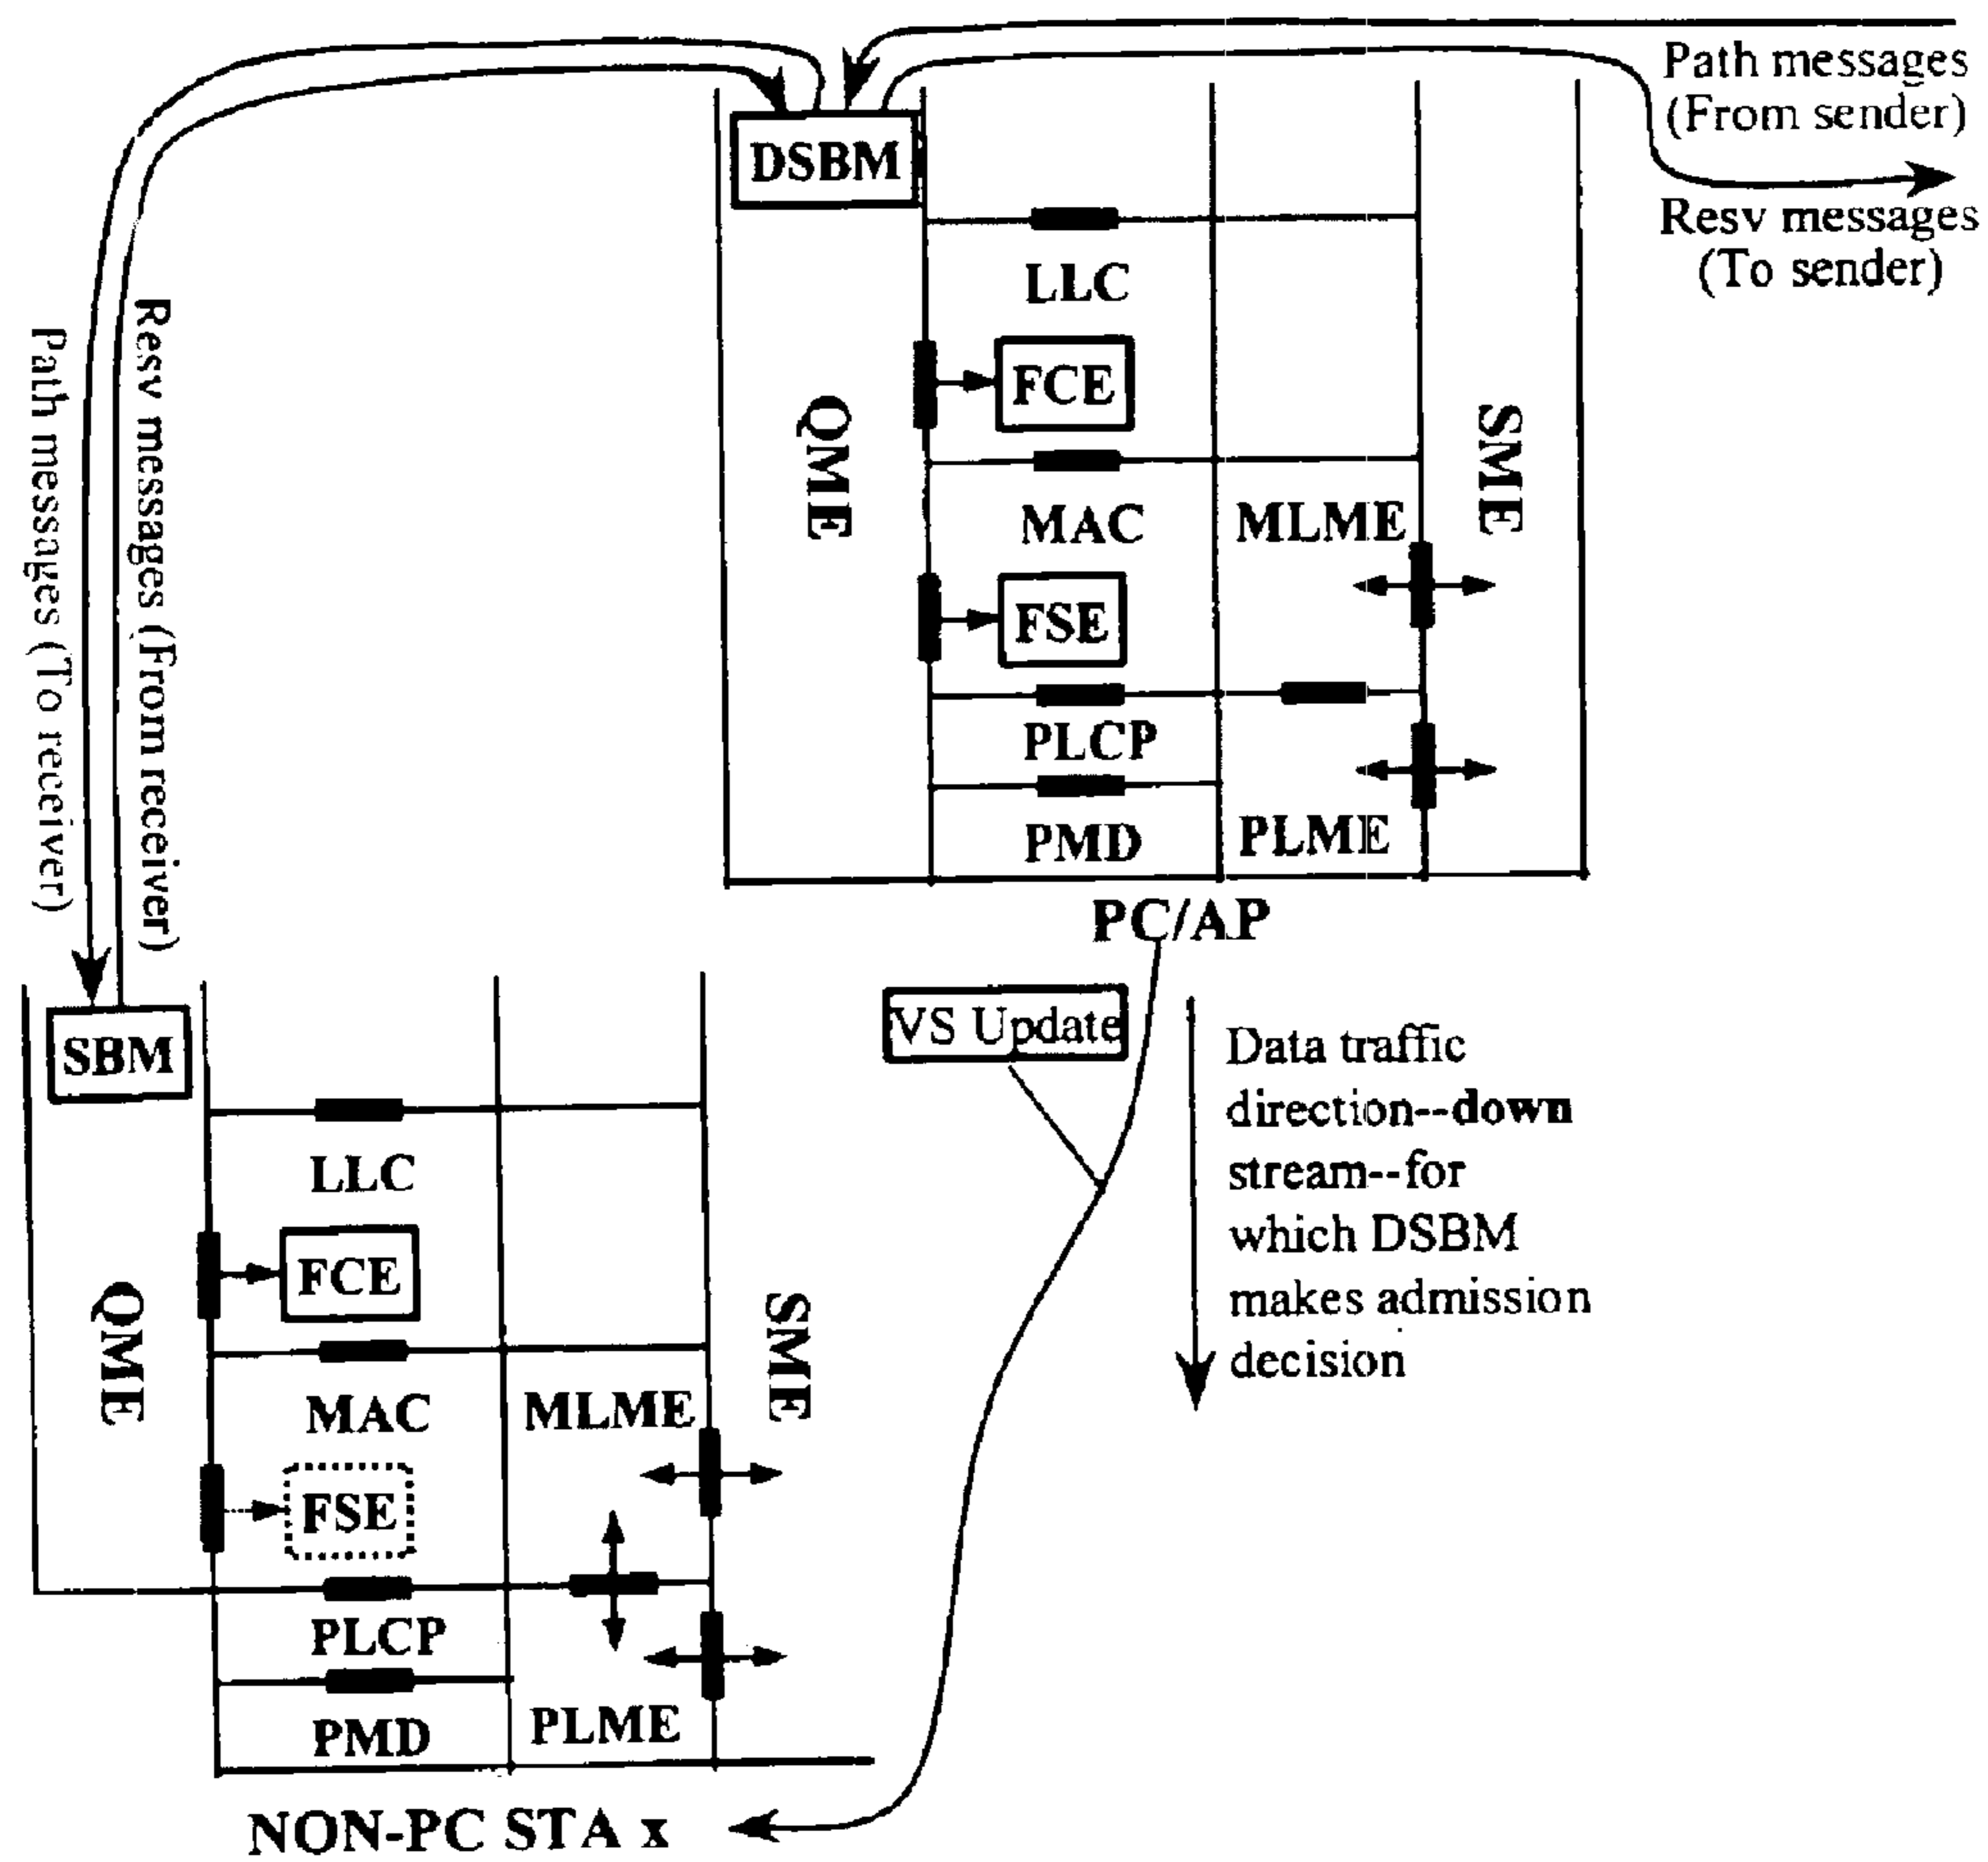 Path messages
(From sender)
Resv messages
(To sender)
DSBM
LLC
FCE
QME
SME
MAC
MLME
FSE
PLCP
PMD
PLME
PC/AP
Resv messages (From receiver)
Path messages (To receiver)
VS Update
Data traffic
direction--down
stream--for
which DSBM
makes admission
decision
SBM
LLC
FCE
QME
SME
MAC
MLME
FSE
PLCP
PMD
PLME
NON-PC STA x